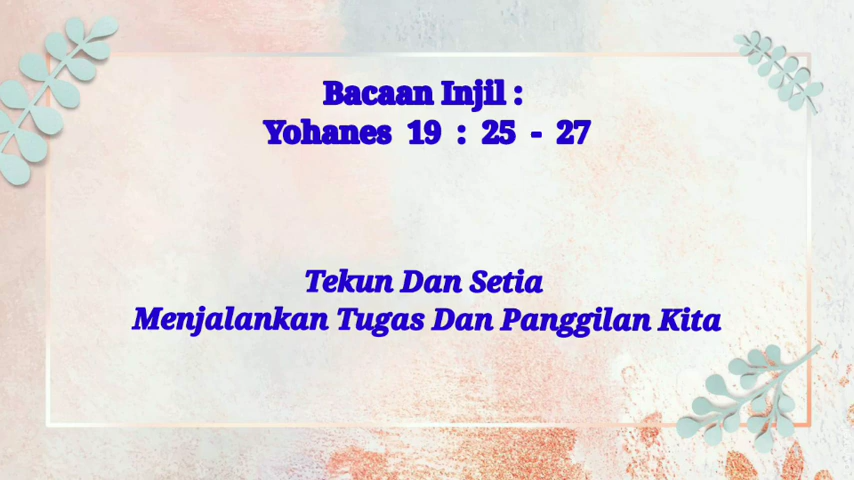 Bacaan Injil :
Yohanes 19 : 25 - 27
Tekun Dan Setia
Menjalankan Tugas Dan Panggilan Kita